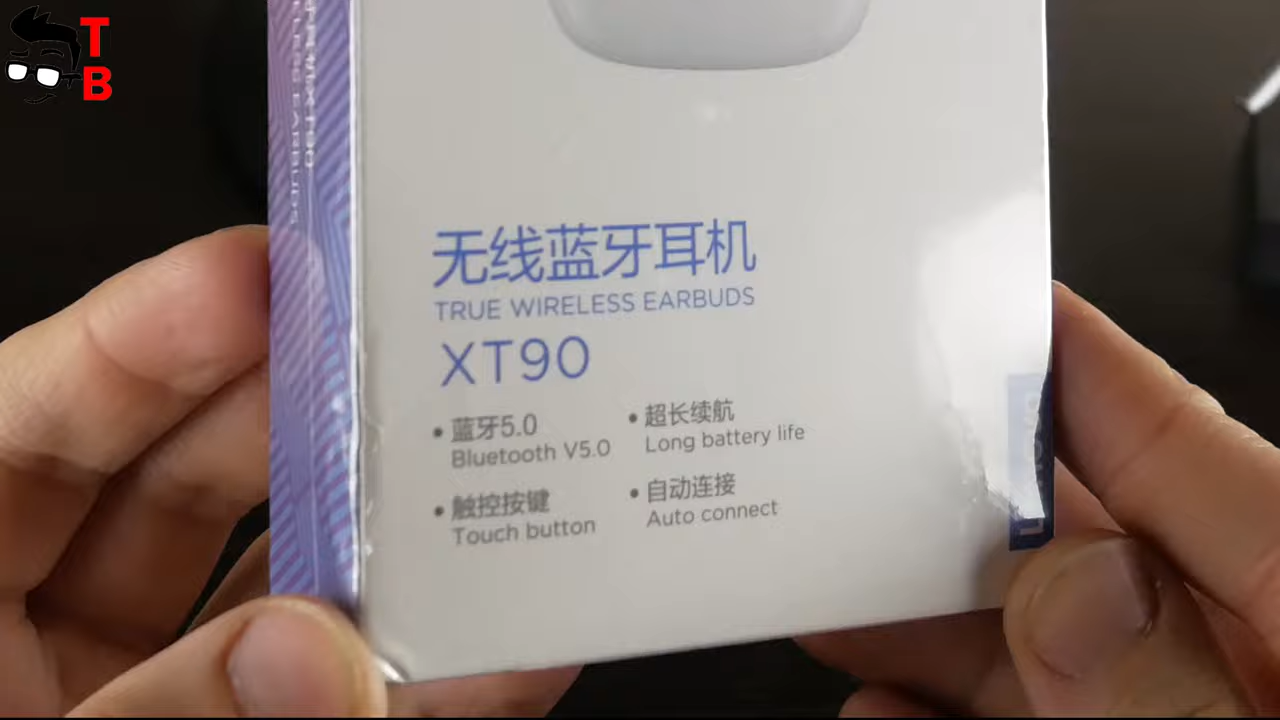 T
B
无线蓝牙耳机
TRUE WIRELESS EARBUDS
XT90
蓝牙5.0
Bluetooth V5.0
超长续航
Long battery life
触控按键
Touch button
自动连接
Auto connect